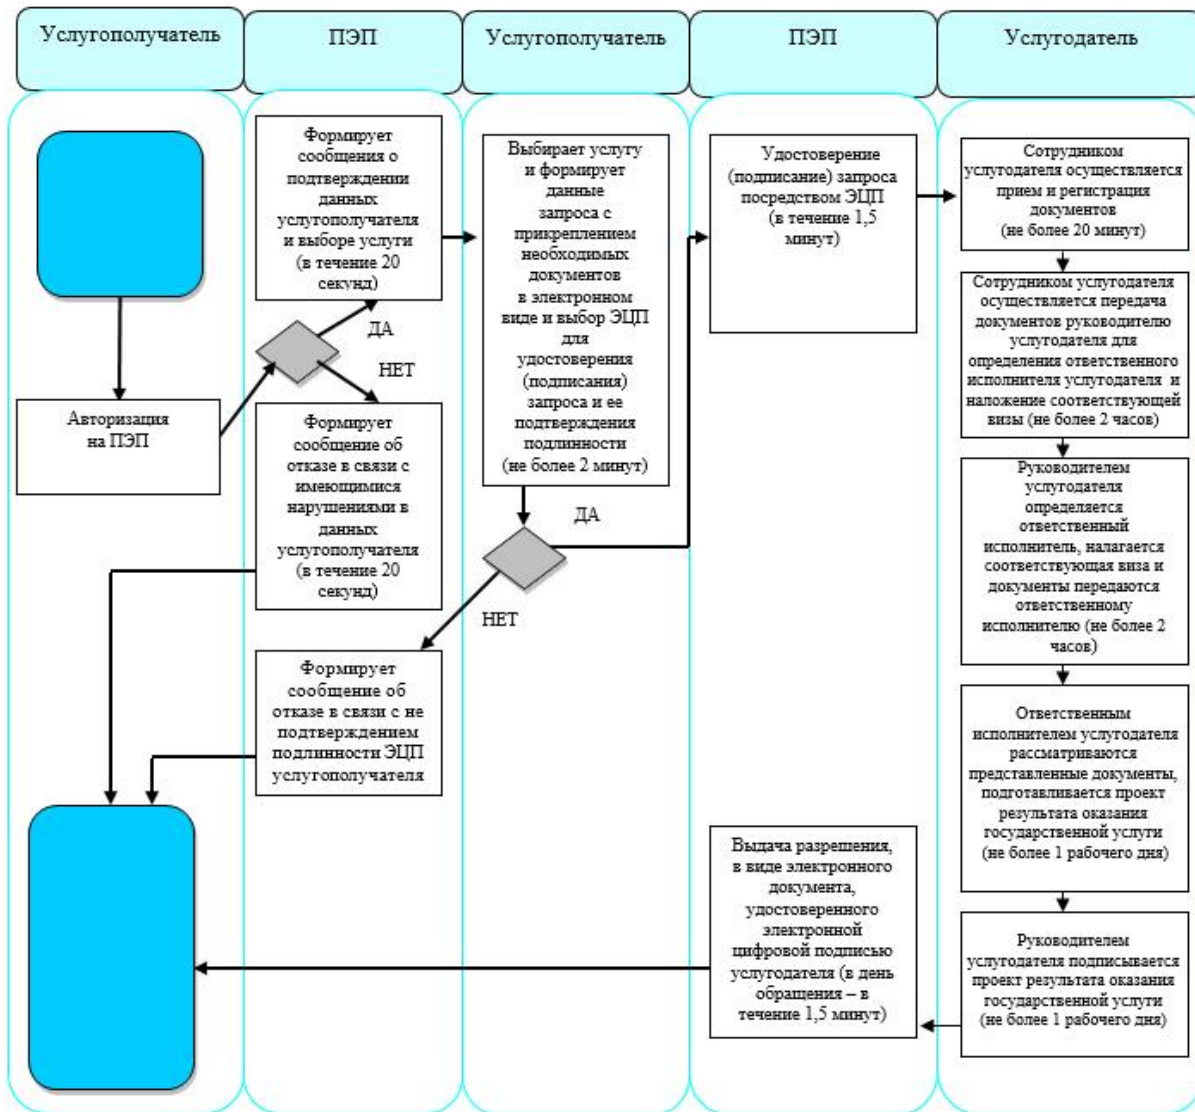 Услугополучатель
ПЭП
Услугополучатель
ПЭП
Услугодатель
Авторизация
на ПЭП
Формирует
сообщения о
подтверждении
данных
услугополучателя
и выборе услуги
(в течение 20
секунд)
ДА
НЕТ
Формирует
сообщение об
отказе в связи с
имеющимися
нарушениями в
данных
услугополучателя
(в течение 20
секунд)
Формирует
сообщение об
отказе в связи с не
подтверждением
подлинности ЭЦП
услугополучателя
Выбирает услугу
и формирует
данные
запроса с
прикреплением
необходимых
документов
в электронном
виде и выбор ЭЦП
для
удостоверения
(подписания)
запроса и ее
подтверждения
подлинности
(не более 2 минут)
ДА
НЕТ
Удостоверение
(подписание) запроса
посредством ЭЦП
(в течение 1,5
минут)
Сотрудником
услугодателя осуществляется
прием и регистрация
документов
(не более 20 минут)
Сотрудником услугодателя
осуществляется передача
документов руководителю
услугодателя для
определения ответственного
исполнителя услугодателя и
наложение соответствующей
визы (не более 2 часов)
Руководителем
услугодателя
определяется
ответственный
исполнитель, налагается
соответствующая виза и
документы передаются
ответственному
исполнителю (не более 2
часов)
Ответственным
исполнителем услугодателя
рассматриваются
представленные документы,
подготавливается проект
результата оказания
государственной услуги
(не более 1 рабочего дня)
Руководителем
услугодателя подписывается
проект результата оказания
государственной услуги
(не более 1 рабочего дня)
Выдача разрешения,
в виде электронного
документа,
удостоверенного
электронной
цифровой подписью
услугодателя (в день
обращения – в
течение 1,5 минут)